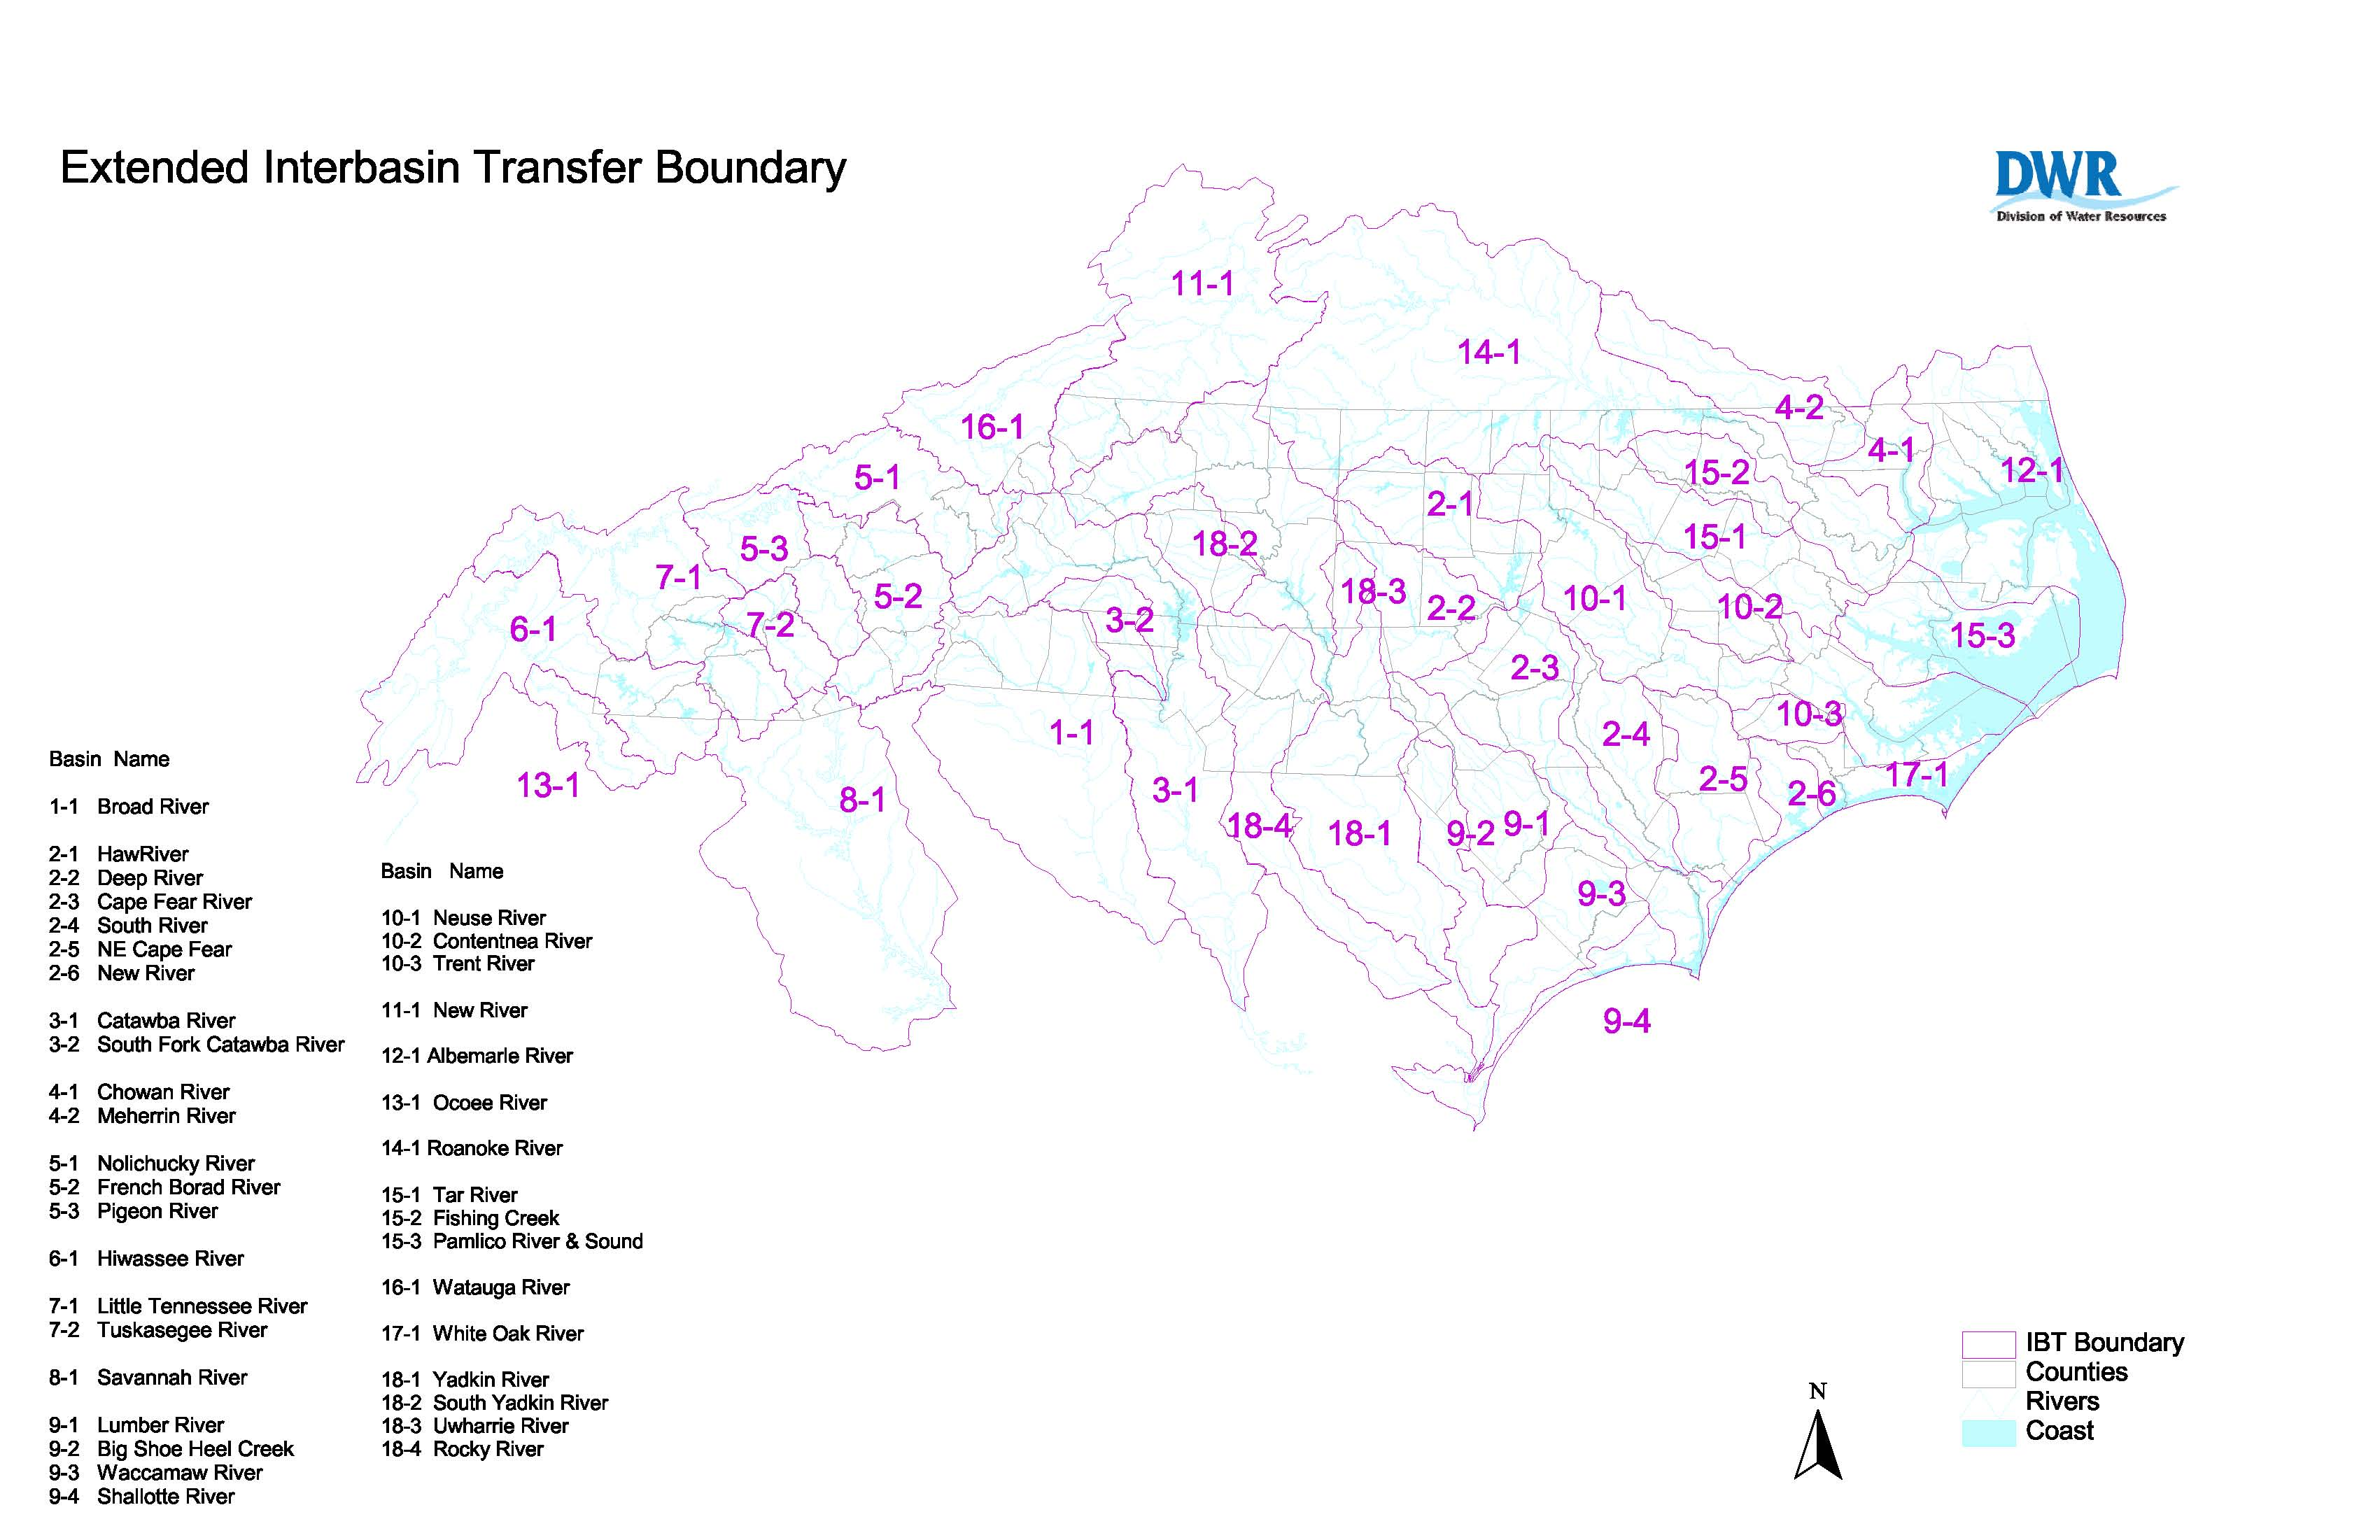 Extended Interbasin Transfer Boundary
DWR
Division of Water Resources
11-1
14-1
4-2
16-1
4-1
5-1
15-2
12-1
2-1
15-1
18-2
5-3
7-1
18-3
5-2
10-1
2-2
10-2
3-2
7-2
6-1
15-3
2-3
10-3
1-1
2-4
17-1
2-5
13-1
3-1
2-6
8-1
18-4
18-1
9-2
9-1
9-3
9-4
Basin Name
1-1 Broad River
2-1 HawRiver
2-2 Deep River
2-3 Cape Fear River
2-4 South River
2-5 NE Cape Fear
2-6 New River
3-1 Catawba River
3-2 South Fork Catawba River
4-1 Chowan River
4-2 Meherrin River
5-1 Nolichucky River
5-2 French Borad River
5-3 Pigeon River
6-1 Hiwassee River
7-1 Little Tennessee River
7-2 Tuskasegee River
8-1 Savannah River
9-1 Lumber River
9-2 Big Shoe Heel Creek
9-3 Waccamaw River
9-4 Shallotte River
Basin Name
10-1 Neuse River
10-2 Contentnea River
10-3 Trent River
11-1 New River
12-1 Albemarle River
13-1 Ocoee River
14-1 Roanoke River
15-1 Tar River
15-2 Fishing Creek
15-3 Pamlico River & Sound
16-1 Watauga River
17-1 White Oak River
18-1 Yadkin River
18-2 South Yadkin River
18-3 Uwharrie River
18-4 Rocky River
N
IBT Boundary
Counties
Rivers
Coast